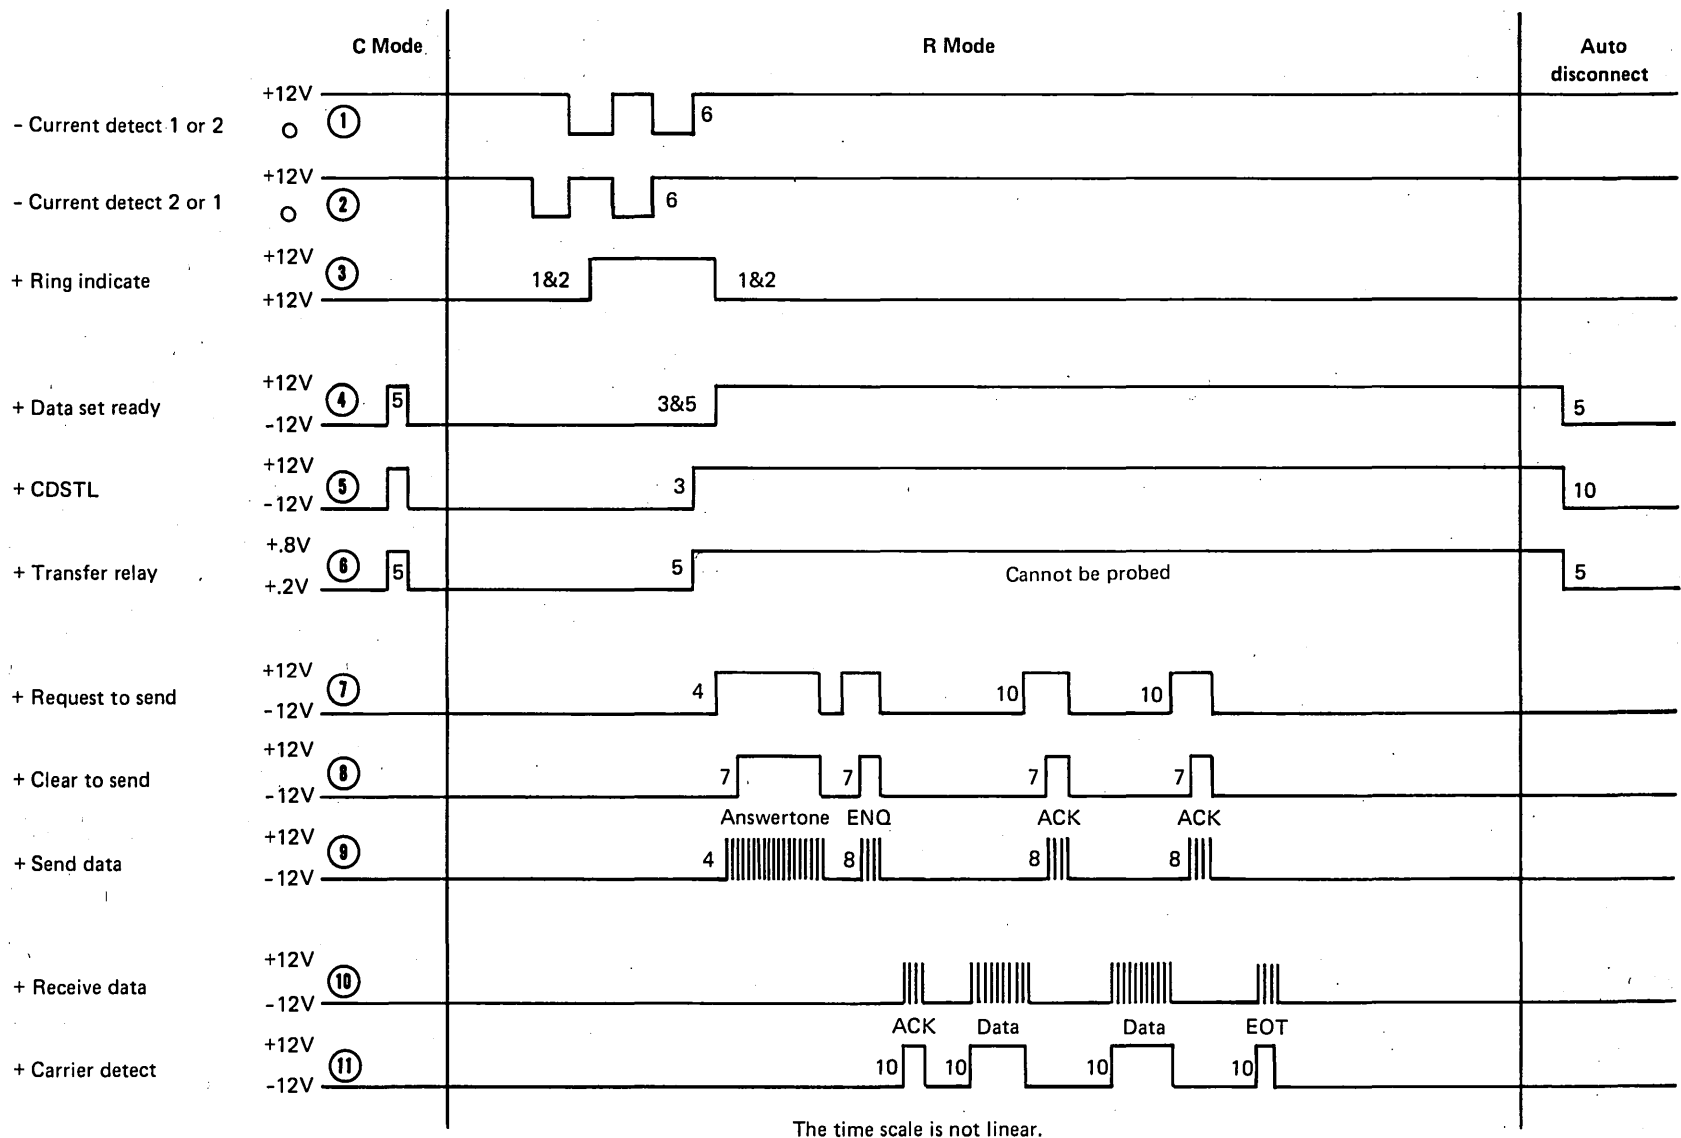 C Mode
R Mode
Auto
disconnect
- Current detect 1 or 2
+12V
O
1
6
- Current detect 2 or 1
+12V
O
2
6
+ Ring indicate
+12V
+12V
3
1&2
1&2
+ Data set ready
+12V
-12V
4
5
3&5
5
+ CDSTL
+12V
-12V
5
3
10
+ Transfer relay
+.8V
+.2V
6
5
5
Cannot be probed
5
+ Request to send
+12V
-12V
7
4
10
10
+ Clear to send
+12V
-12V
8
7
7
7
7
Answertone
ENQ
ACK
ACK
+ Send data
+12V
-12V
9
4
8
8
8
+ Receive data
+12V
-12V
10
ACK
Data
Data
EOT
+ Carrier detect
+12V
-12V
11
10
10
10
10
The time scale is not linear.